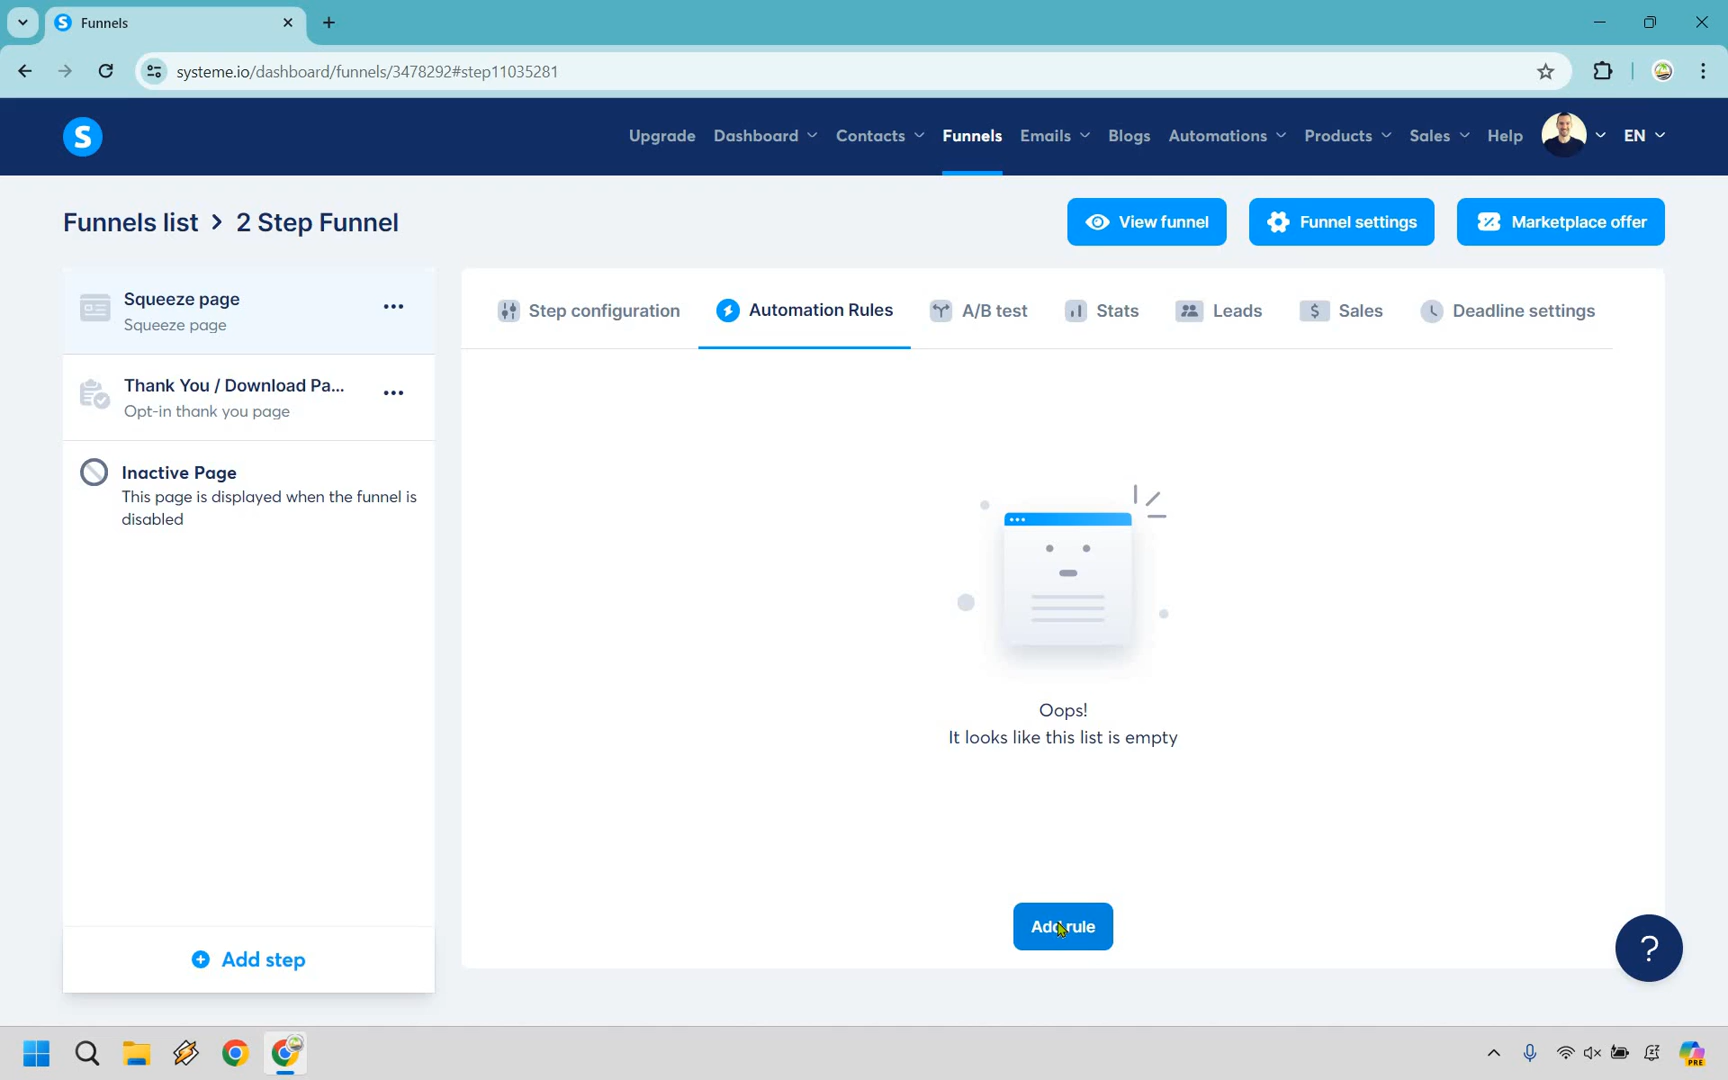 Funnels
systeme.io/dashboard/funnels/3478292#step11035281
S
Upgrade Dashboard Contacts Funnels Emails Blogs Automations Products Sales Help EN
Funnels list > 2 Step Funnel
View funnel
Funnel settings
Marketplace offer
Squeeze page
Squeeze page
Thank You / Download Pa...
Opt-in thank you page
Inactive Page
This page is displayed when the funnel is
disabled
Add step
Step configuration
Automation Rules
A/B test
Stats
Leads
Sales
Deadline settings
Oops!
It looks like this list is empty
Add rule
?
PRE